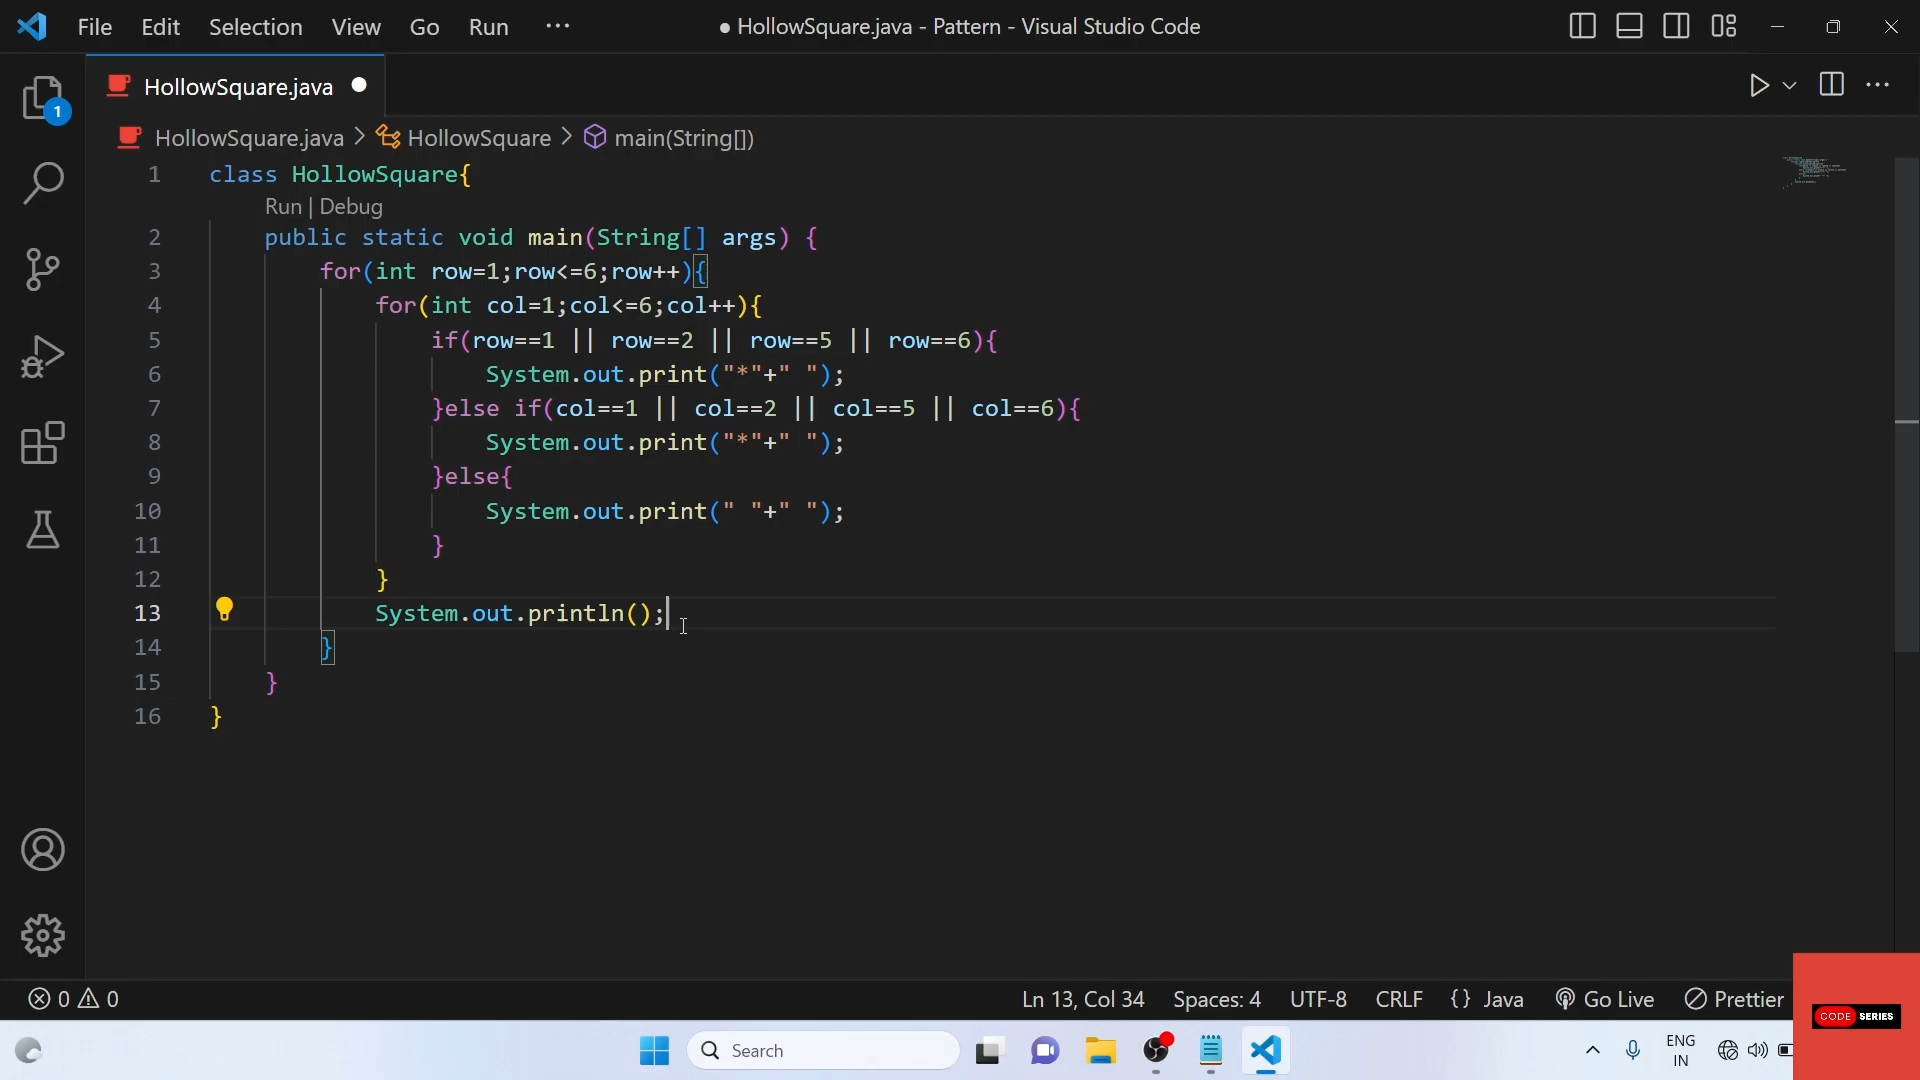 File Edit Selection View Go Run ··· ● HollowSquare.java - Pattern - Visual Studio Code
HollowSquare.java ●
1
HollowSquare.java > HollowSquare > main(String[])
1 class HollowSquare{
Run | Debug
2 public static void main(String[] args) {
3 for(int row=1;row<=6;row++){
4 for(int col=1;col<=6;col++){
5 if(row==1 || row==2 || row==5 || row==6){
6 System.out.print("*"+" ");
7 }else if(col==1 || col==2 || col==5 || col==6){
8 System.out.print("*"+" ");
9 }else{
10 System.out.print(" "+" ");
11 }
12 }
13 System.out.println();
14 }
15 }
16 }
0 0 Ln 13, Col 34 Spaces: 4 UTF-8 CRLF {} Java Go Live Prettier
CODE SERIES
Search
ENG
IN